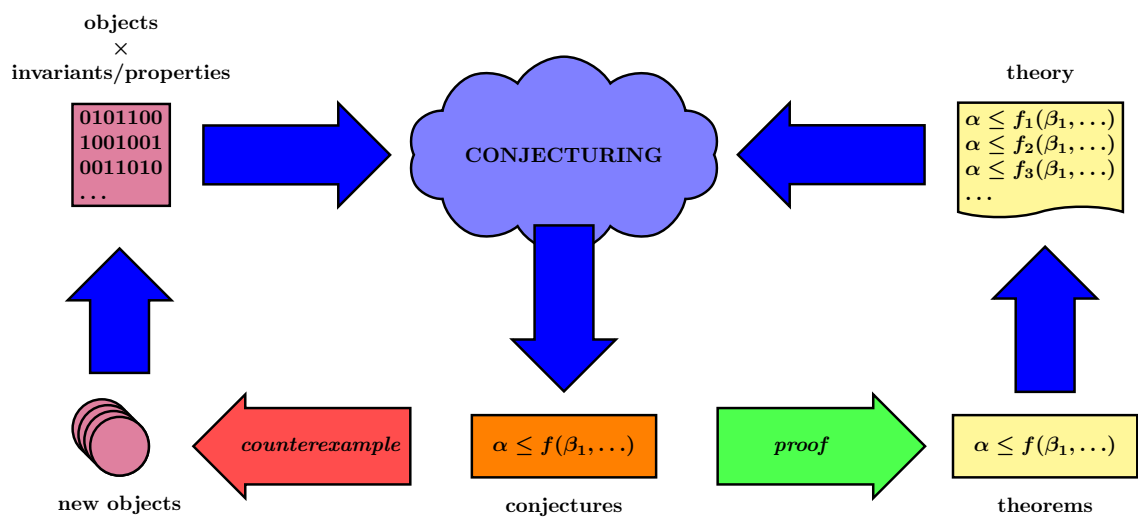 objects
×
invariants/properties
0101100
1001001
0011010
...
CONJECTURING
theory
α ≤ f₁(β₁, ...)
α ≤ f₂(β₁, ...)
α ≤ f₃(β₁, ...)
...
counterexample
α ≤ f(β₁, ...)
proof
α ≤ f(β₁, ...)
new objects
conjectures
theorems